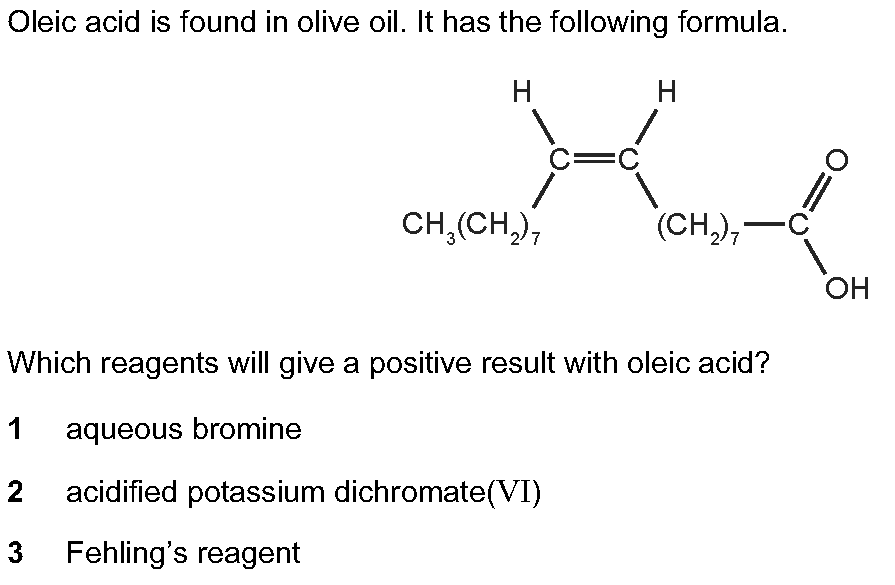 Oleic acid is found in olive oil. It has the following formula.
H H
C C O
CH₃(CH₂)₇ (CH₂)₇ C
OH
Which reagents will give a positive result with oleic acid?
1 aqueous bromine
2 acidified potassium dichromate(VI)
3 Fehling's reagent